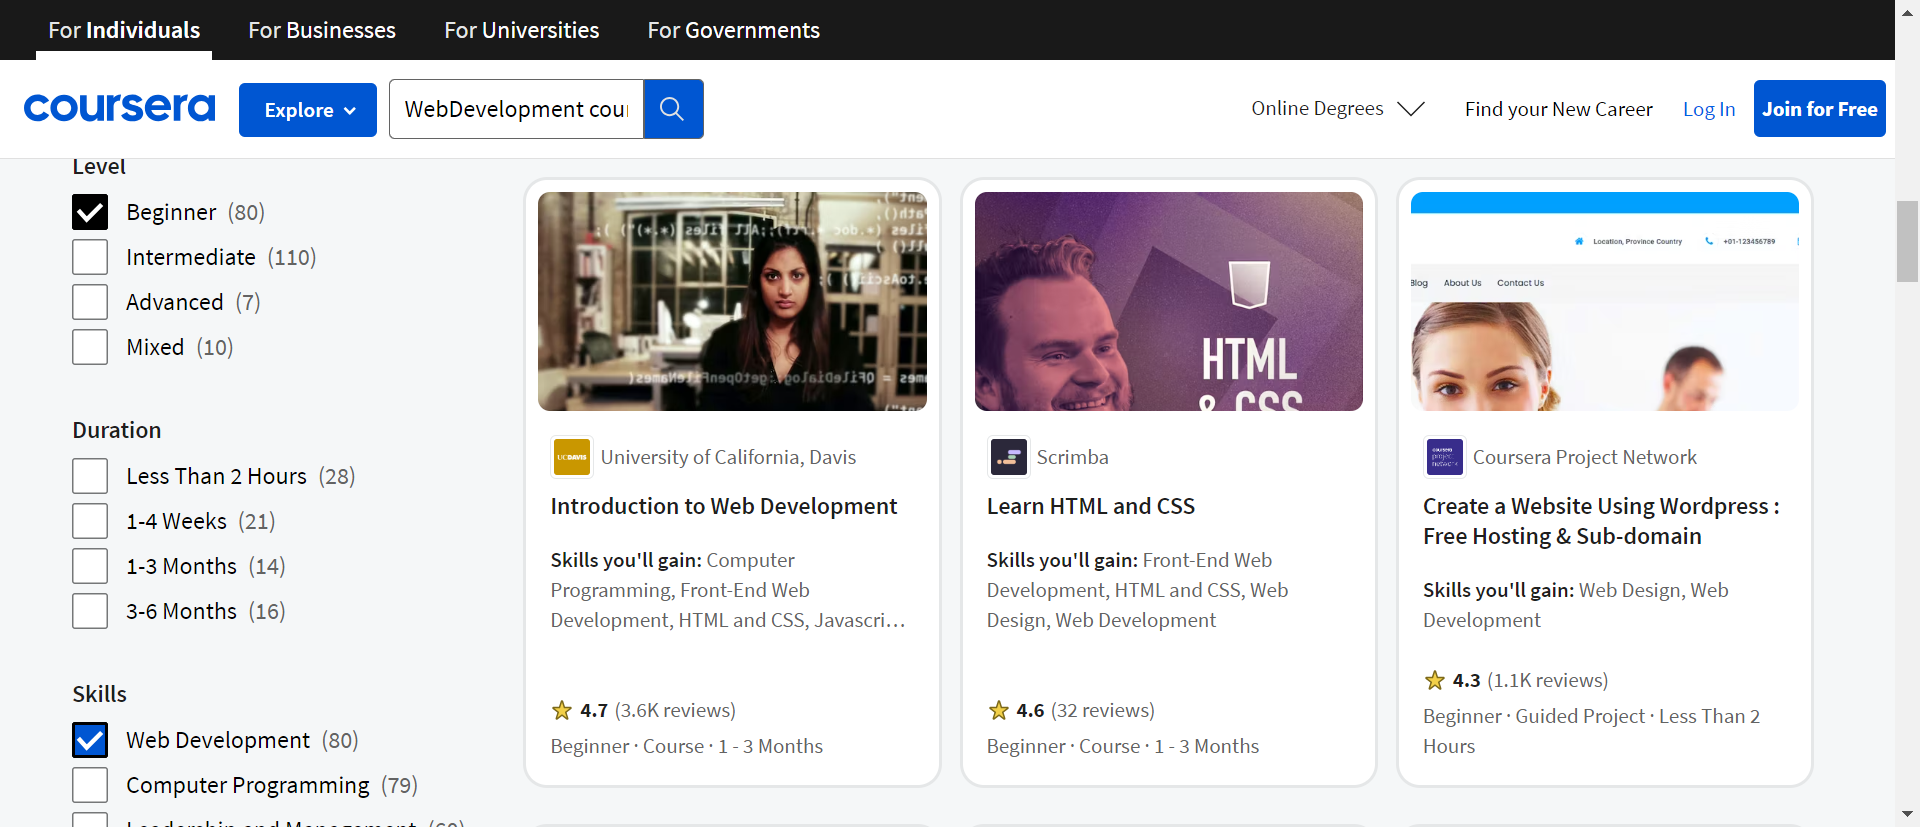 For Individuals
For Businesses
For Universities
For Governments
coursera
Explore
WebDevelopment cou
Online Degrees
Find your New Career
Log In
Join for Free
Level
Beginner (80)
Intermediate (110)
Advanced (7)
Mixed (10)
Duration
Less Than 2 Hours (28)
1-4 Weeks (21)
1-3 Months (14)
3-6 Months (16)
Skills
Web Development (80)
Computer Programming (79)
Leadership and Management
UCDAVIS
University of California, Davis
Introduction to Web Development
Skills you'll gain: Computer
Programming, Front-End Web
Development, HTML and CSS, Javascri...
4.7 (3.6K reviews)
Beginner · Course · 1 - 3 Months
HTML
& CSS
Scrimba
Learn HTML and CSS
Skills you'll gain: Front-End Web
Development, HTML and CSS, Web
Design, Web Development
4.6 (32 reviews)
Beginner · Course · 1 - 3 Months
Location, Province Country
+01-123456789
Blog About Us Contact Us
coursera
project
network
Coursera Project Network
Create a Website Using Wordpress :
Free Hosting & Sub-domain
Skills you'll gain: Web Design, Web
Development
4.3 (1.1K reviews)
Beginner · Guided Project · Less Than 2
Hours